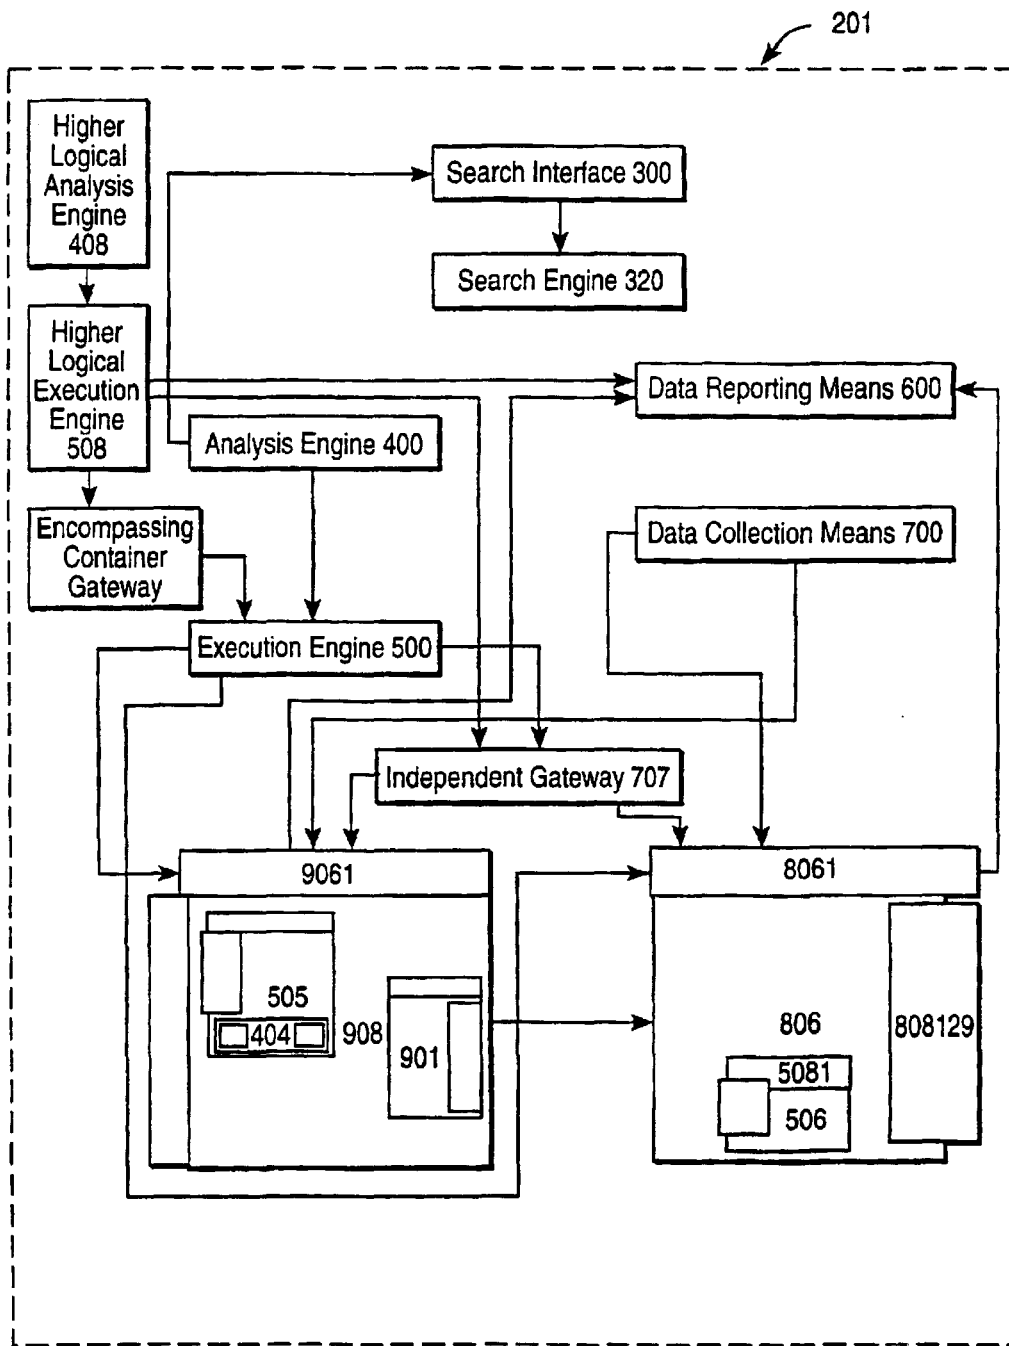 201
Higher
Logical
Analysis
Engine
408
Search Interface 300
Search Engine 320
Higher
Logical
Execution
Engine
508
Data Reporting Means 600
Analysis Engine 400
Encompassing
Container
Gateway
Data Collection Means 700
Execution Engine 500
Independent Gateway 707
9061
8061
505
404
908
901
806
808129
5081
506